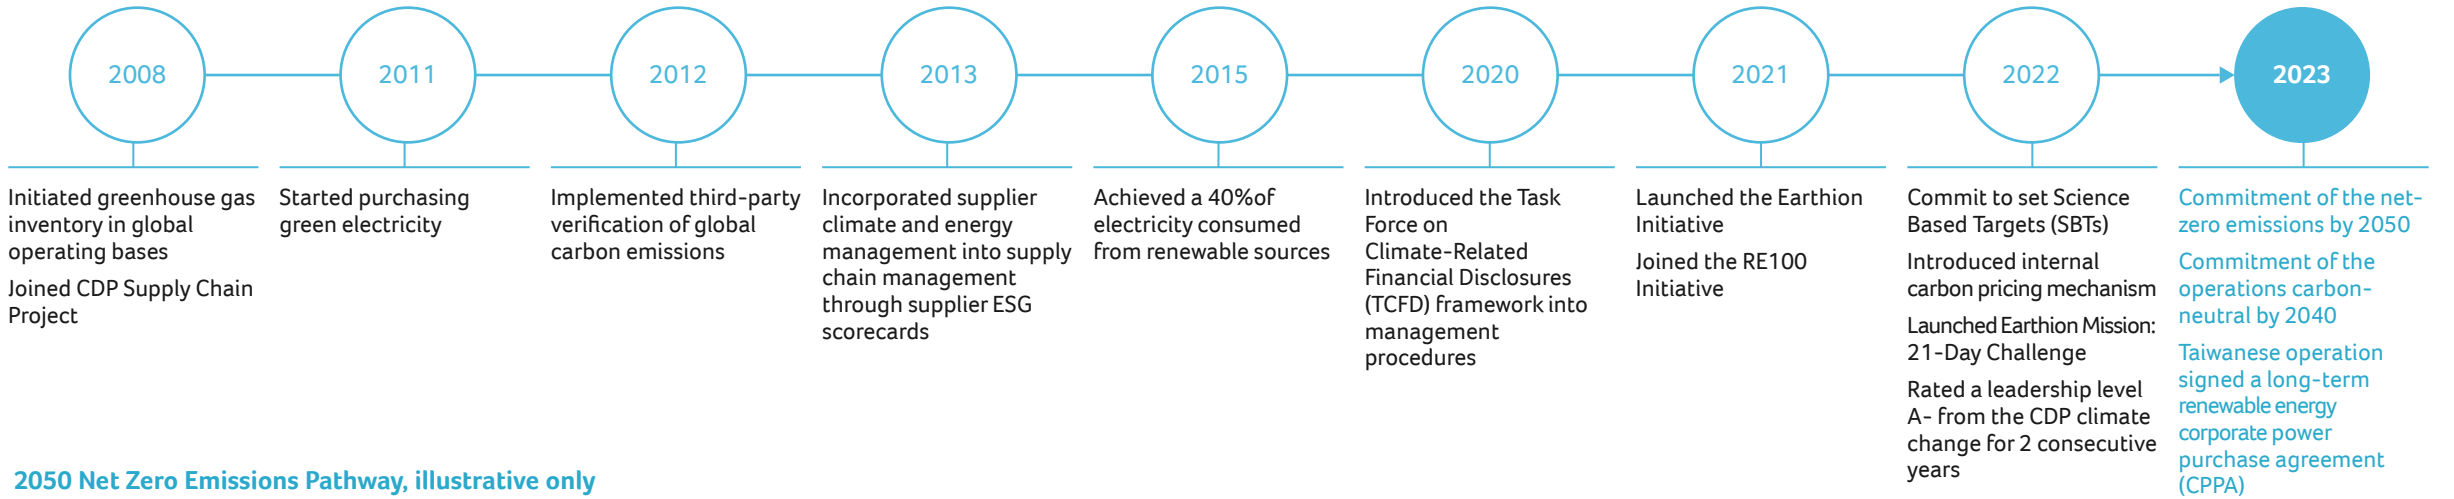 2008
2011
2012
2013
2015
2020
2021
2022
2023
Initiated greenhouse gas
inventory in global
operating bases
Joined CDP Supply Chain
Project
Started purchasing
green electricity
Implemented third-party
verification of global
carbon emissions
Incorporated supplier
climate and energy
management into supply
chain management
through supplier ESG
scorecards
Achieved a 40%of
electricity consumed
from renewable sources
Introduced the Task
Force on
Climate-Related
Financial Disclosures
(TCFD) framework into
management
procedures
Launched the Earthion
Initiative
Joined the RE100
Initiative
Commit to set Science
Based Targets (SBTs)
Introduced internal
carbon pricing mechanism
Launched Earthion Mission:
21-Day Challenge
Rated a leadership level
A- from the CDP climate
change for 2 consecutive
years
Commitment of the net-
zero emissions by 2050
Commitment of the
operations carbon-
neutral by 2040
Taiwanese operation
signed a long-term
renewable energy
corporate power
purchase agreement
(CPPA)
2050 Net Zero Emissions Pathway, illustrative only